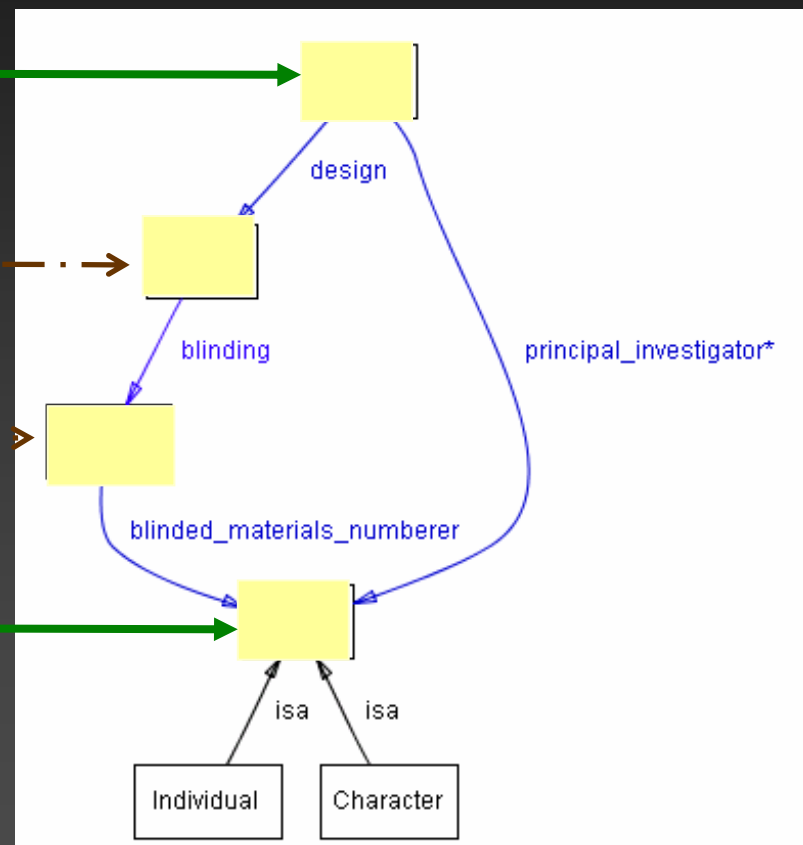 design
blinding
principal_investigator*
blinded_materials_numberer
isa
isa
Individual
Character